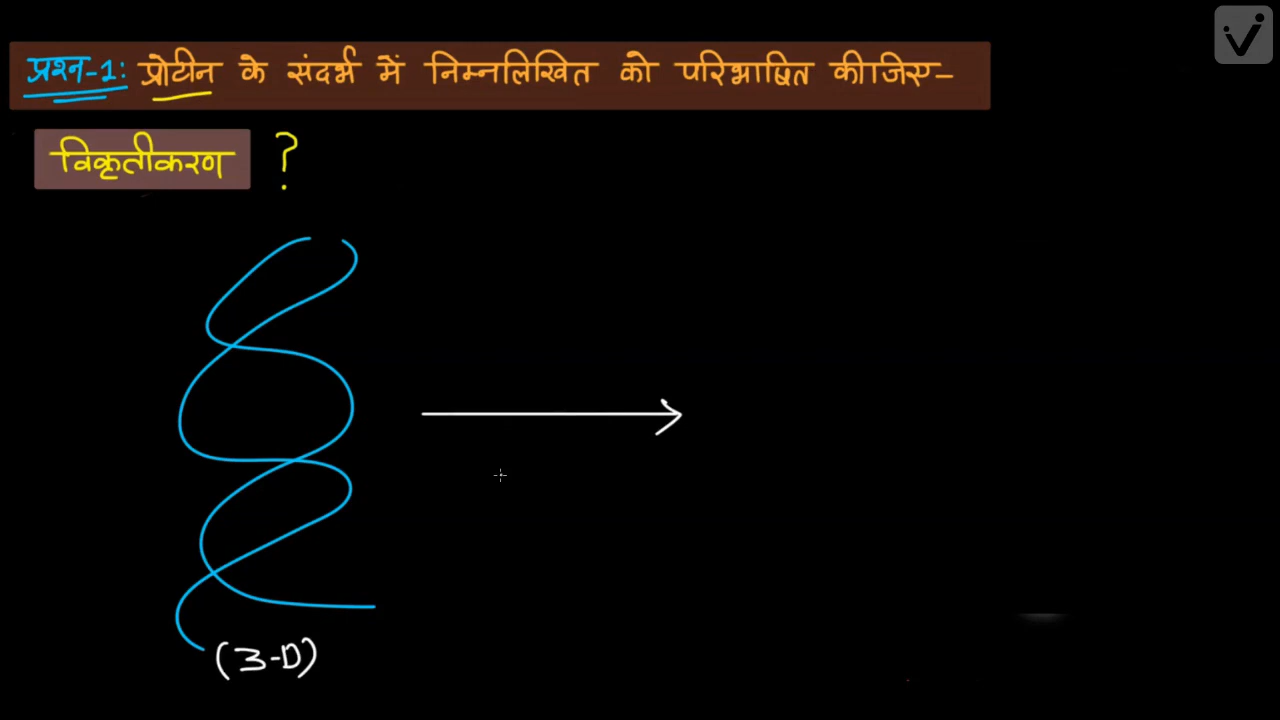 प्रश्न-1: प्रोटीन के संदर्भ में निम्नलिखित को परिभाषित कीजिए-
विकृतीकरण ?
(3-D)